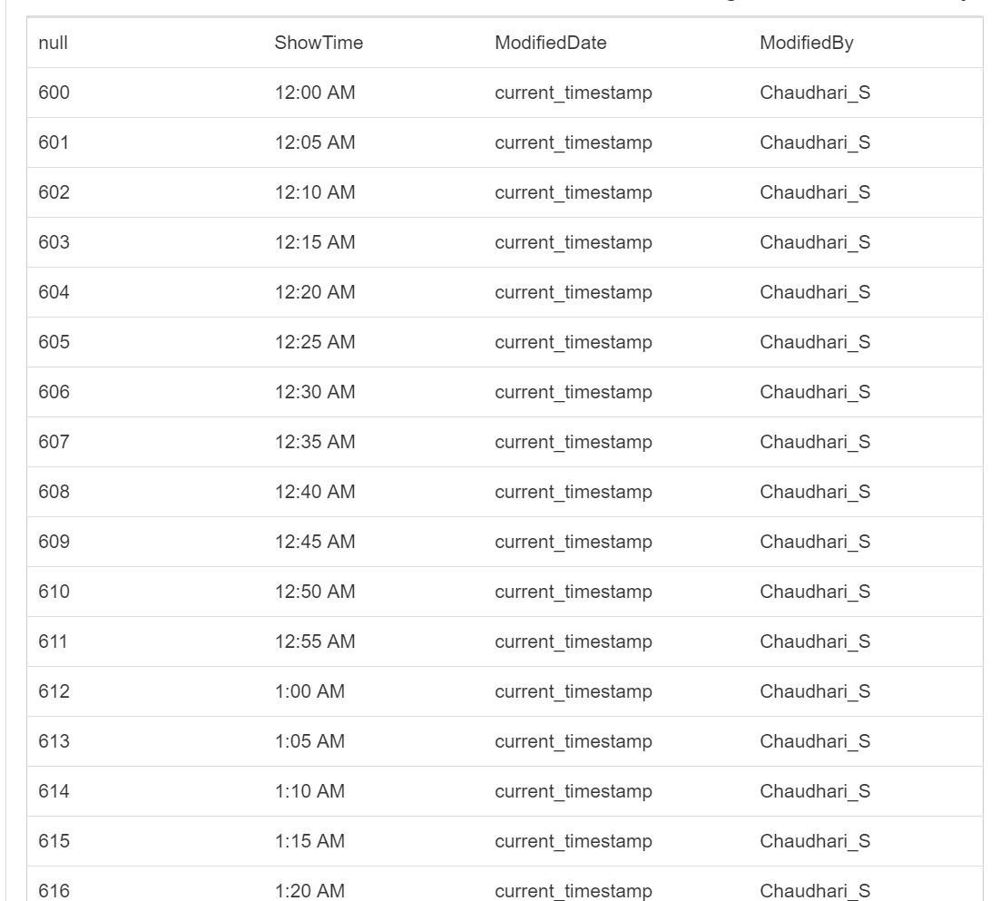 null ShowTime ModifiedDate ModifiedBy
600 12:00 AM current_timestamp Chaudhari_S
601 12:05 AM current_timestamp Chaudhari_S
602 12:10 AM current_timestamp Chaudhari_S
603 12:15 AM current_timestamp Chaudhari_S
604 12:20 AM current_timestamp Chaudhari_S
605 12:25 AM current_timestamp Chaudhari_S
606 12:30 AM current_timestamp Chaudhari_S
607 12:35 AM current_timestamp Chaudhari_S
608 12:40 AM current_timestamp Chaudhari_S
609 12:45 AM current_timestamp Chaudhari_S
610 12:50 AM current_timestamp Chaudhari_S
611 12:55 AM current_timestamp Chaudhari_S
612 1:00 AM current_timestamp Chaudhari_S
613 1:05 AM current_timestamp Chaudhari_S
614 1:10 AM current_timestamp Chaudhari_S
615 1:15 AM current_timestamp Chaudhari_S
616 1:20 AM current_timestamp Chaudhari_S